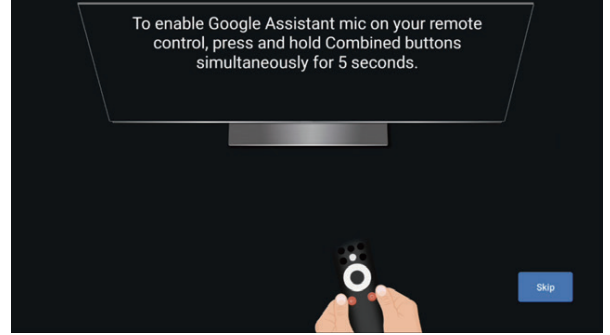 To enable Google Assistant mic on your remote
control, press and hold Combined buttons
simultaneously for 5 seconds.
Skip